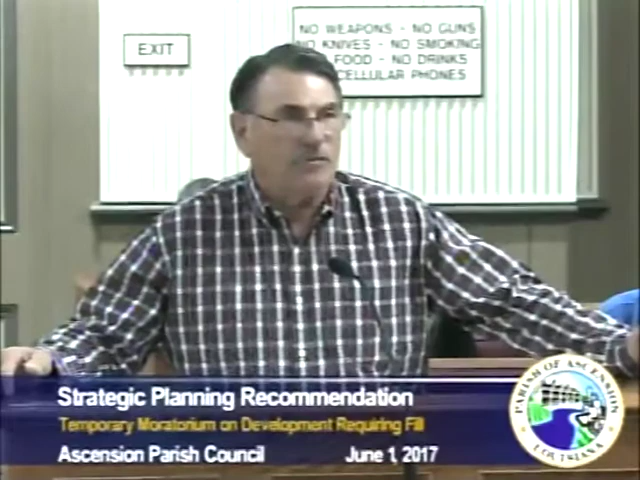 EXIT
NO WEAPONS - NO GUNS
NO KNIVES - NO SMOKING
FOOD - NO DRINKS
CELLULAR PHONES
Strategic Planning Recommendation
Temporary Moratorium on Development Requiring Fill
Ascension Parish Council June 1, 2017
PARISH OF ASCENSION
LOUISIANA